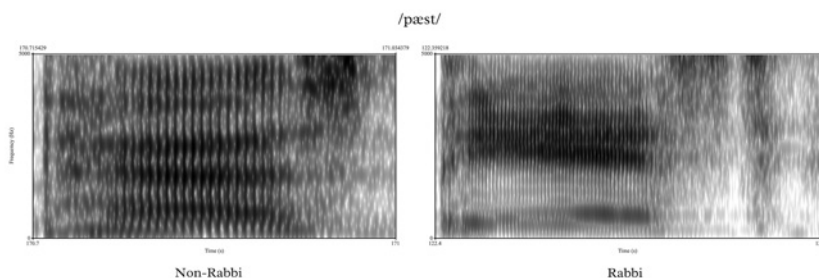 /pæst/
170.715429
171.034379
122.359218
5000
5000
Frequency (Hz)
0
0
170.7
Time (s)
171
122.4
Time (s)
Non-Rabbi
Rabbi